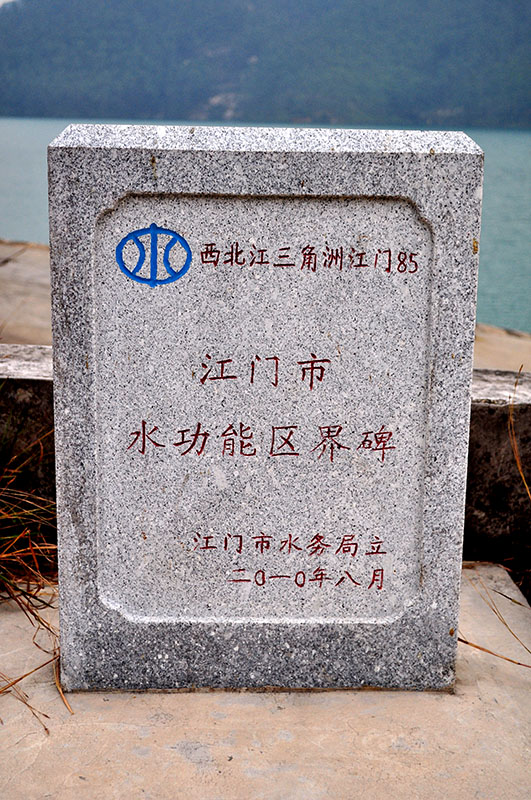 西北江三角洲江门85
江门市
水功能区界碑
江门市水务局立
二0一0年八月